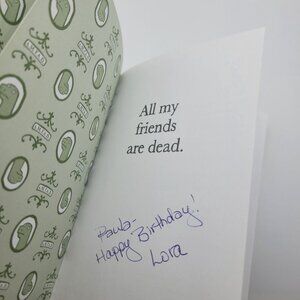 All my
friends
are dead.
Paula-
Happy Birthday!
Lora